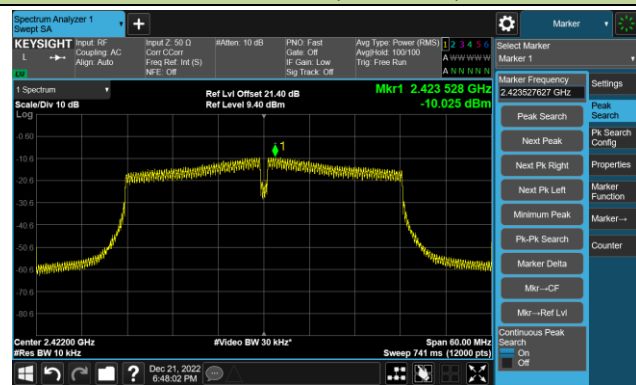 Spectrum Analyzer 1
Swept SA
Marker
KEYSIGHT
L
Input: RF
Coupling: AC
Align: Auto
Input Z: 50 Ω
Corr CCorr
Freq Ref: Int (S)
NFE: Off
#Atten: 10 dB
PNO: Fast
Gate: Off
IF Gain: Low
Sig Track: Off
Avg Type: Power (RMS)
Avg|Hold: 100/100
Trig: Free Run
1 2 3 4 5 6
A W W W W W
A N N N N N
Select Marker
Marker 1
LXI
1 Spectrum
Scale/Div 10 dB
Log
Ref Lvl Offset 21.40 dB
Ref Level 9.40 dBm
Mkr1 2.423 528 GHz
-10.025 dBm
1
-0.60
-10.6
-20.6
-30.6
-40.6
-50.6
-60.6
-70.6
-80.6
Center 2.42200 GHz
#Res BW 10 kHz
#Video BW 30 kHz*
Span 60.00 MHz
Sweep 741 ms (12000 pts)
Marker Frequency
2.423527627 GHz
Peak Search
Next Peak
Next Pk Right
Next Pk Left
Minimum Peak
Pk-Pk Search
Marker Delta
Mkr→CF
Mkr→Ref Lvl
Continuous Peak
Search
On
Off
Settings
Peak
Search
Pk Search
Config
Properties
Marker
Function
Marker→
Counter
?
Dec 21, 2022
6:48:02 PM